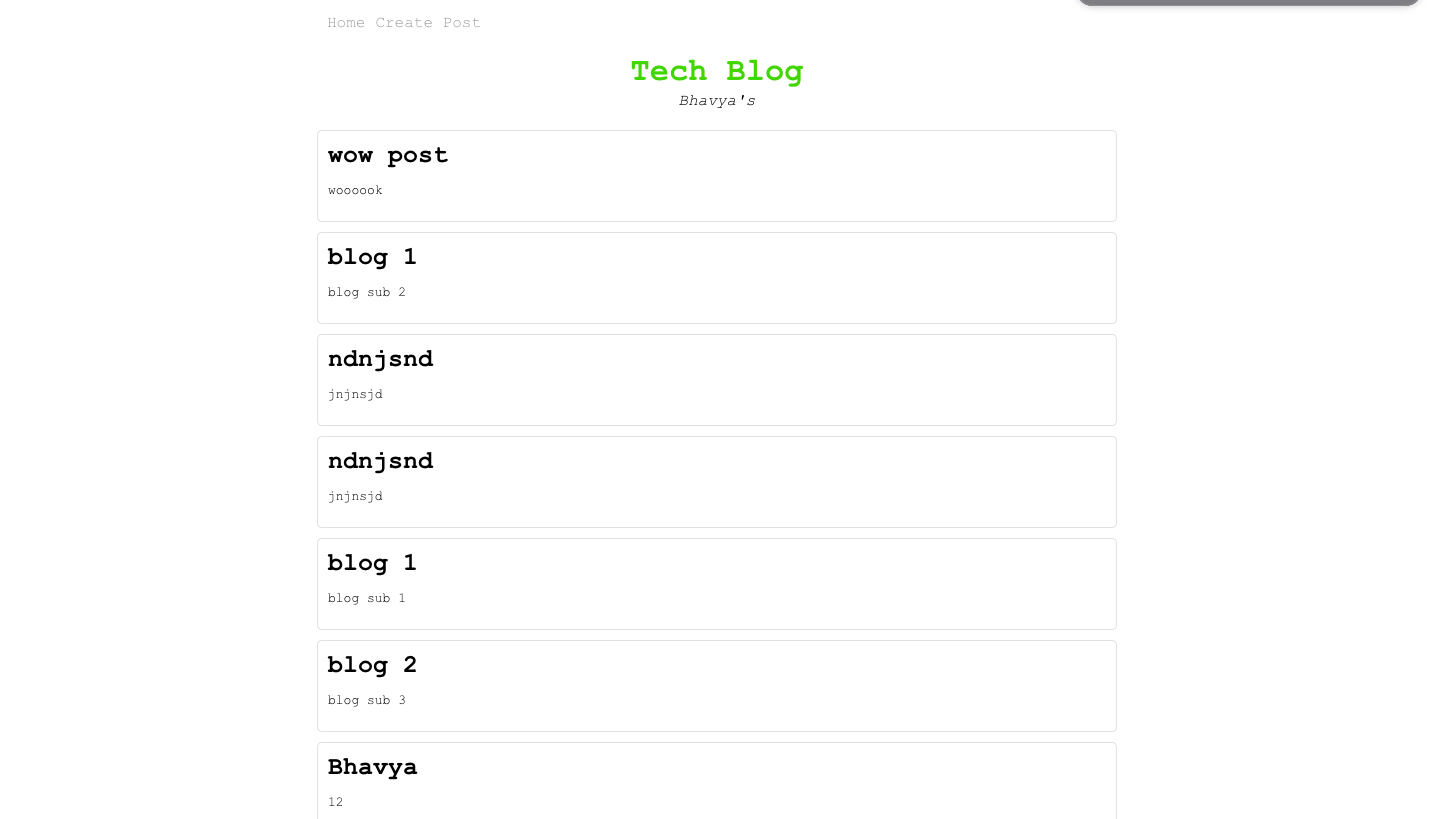 Home Create Post
Tech Blog
Bhavya's
wow post
woooook
blog 1
blog sub 2
ndnjsnd
jnjnsjd
ndnjsnd
jnjnsjd
blog 1
blog sub 1
blog 2
blog sub 3
Bhavya
12